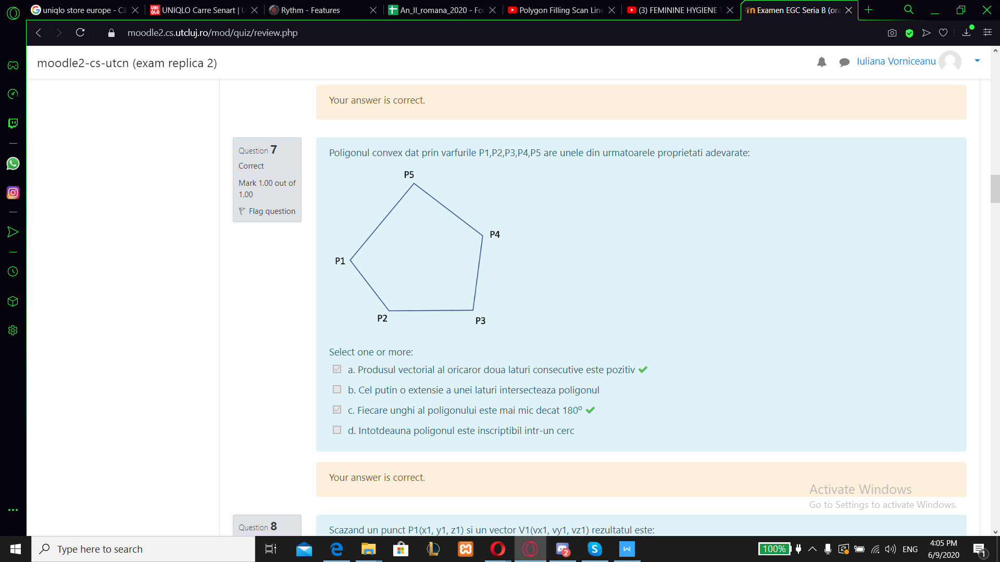 uniqlo store europe - Că
UNIQLO Carre Senart | U
Rythm - Features
An_II_romana_2020 - Foi
Polygon Filling Scan Line
(3) FEMININE HYGIENE T
Examen EGC Seria B (ora
moodle2.cs.utcluj.ro/mod/quiz/review.php
moodle2-cs-utcn (exam replica 2)
Iuliana Vorniceanu
Your answer is correct.
Question 7
Correct
Mark 1.00 out of
1.00
Flag question
Poligonul convex dat prin varfurile P1,P2,P3,P4,P5 are unele din urmatoarele proprietati adevarate:
P5
P4
P1
P2
P3
Select one or more:
a. Produsul vectorial al oricaror doua laturi consecutive este pozitiv
b. Cel putin o extensie a unei laturi intersecteaza poligonul
c. Fiecare unghi al poligonului este mai mic decat 180º
d. Intotdeauna poligonul este inscriptibil intr-un cerc
Your answer is correct.
Activate Windows
Go to Settings to activate Windows.
Question 8
Scazand un punct P1(x1, y1, z1) si un vector V1(vx1, vy1, vz1) rezultatul este:
Type here to search
2
S
W
100%
ENG
4:05 PM
6/9/2020
1